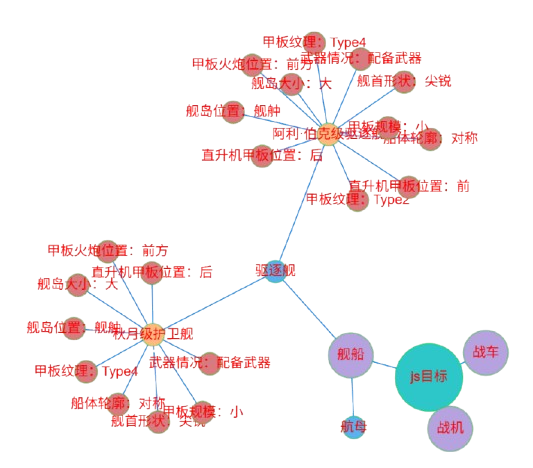 甲板纹理：Type4
武器情况：配备武器
甲板火炮位置：前方
舰岛大小：大
舰首形状：尖锐
舰岛位置：舰舯
甲板规模：小
阿利·伯克级驱逐舰
船体轮廓：对称
直升机甲板位置：后
直升机甲板位置：前
甲板纹理：Type2
甲板火炮位置：前方
直升机甲板位置：后
驱逐舰
舰岛大小：大
舰岛位置：舰舯
秋月级护卫舰
舰船
战车
武器情况：配备武器
甲板纹理：Type4
js目标
船体轮廓：对称
甲板规模：小
舰首形状：尖锐
航母
战机